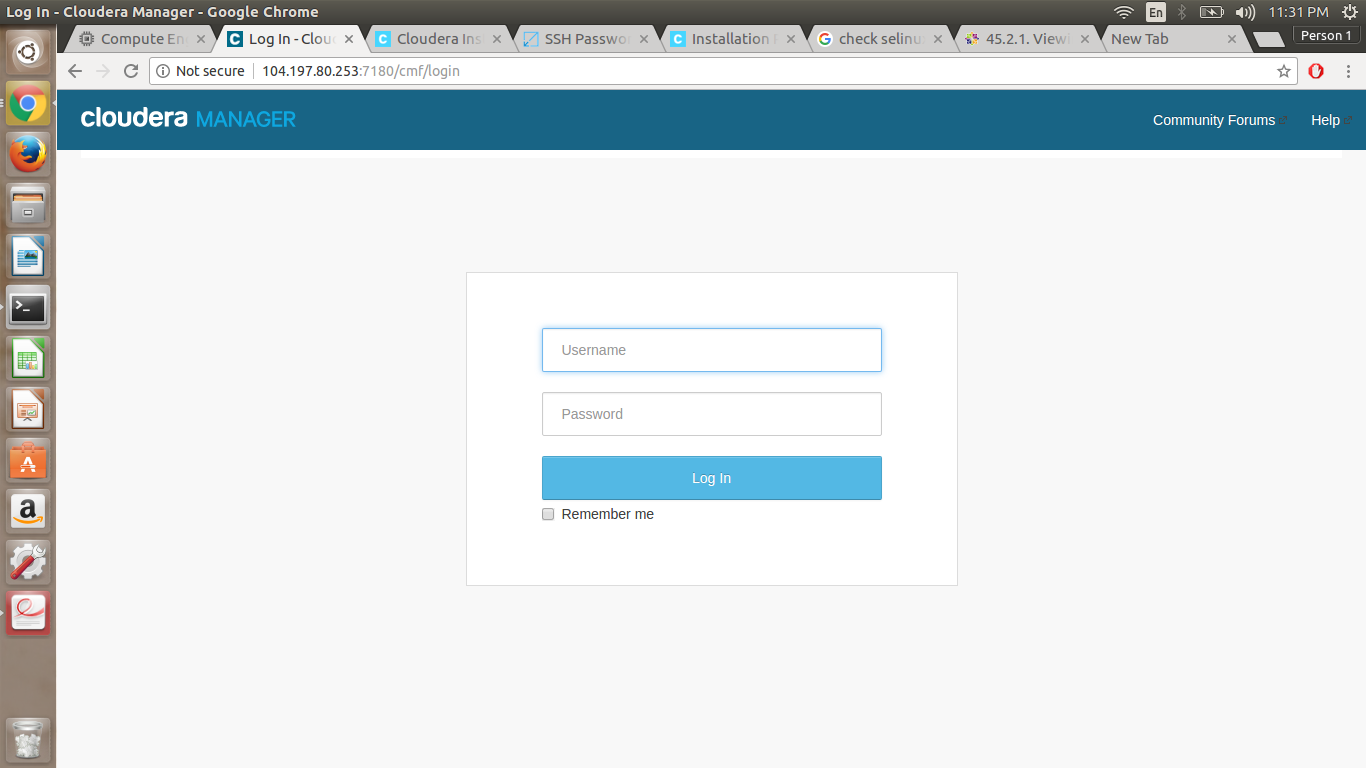 Log In - Cloudera Manager - Google Chrome
En
11:31 PM
Compute En
Log In - Clou
Cloudera Ins
SSH Passwo
Installation
check selinu
45.2.1. Viewi
New Tab
Person 1
Not secure
104.197.80.253:7180/cmf/login
cloudera MANAGER
Community Forums
Help
Username
Password
Log In
Remember me